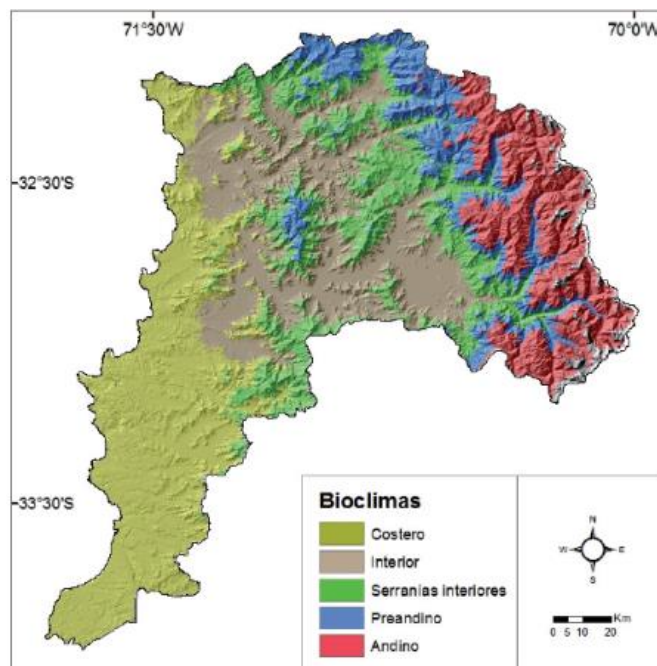 71°30'W
70°0'W
32°30'S
33°30'S
Bioclimas
Costero
Interior
Serranias interiores
Preandino
Andino
N
W
E
S
Km
0 5 10 20